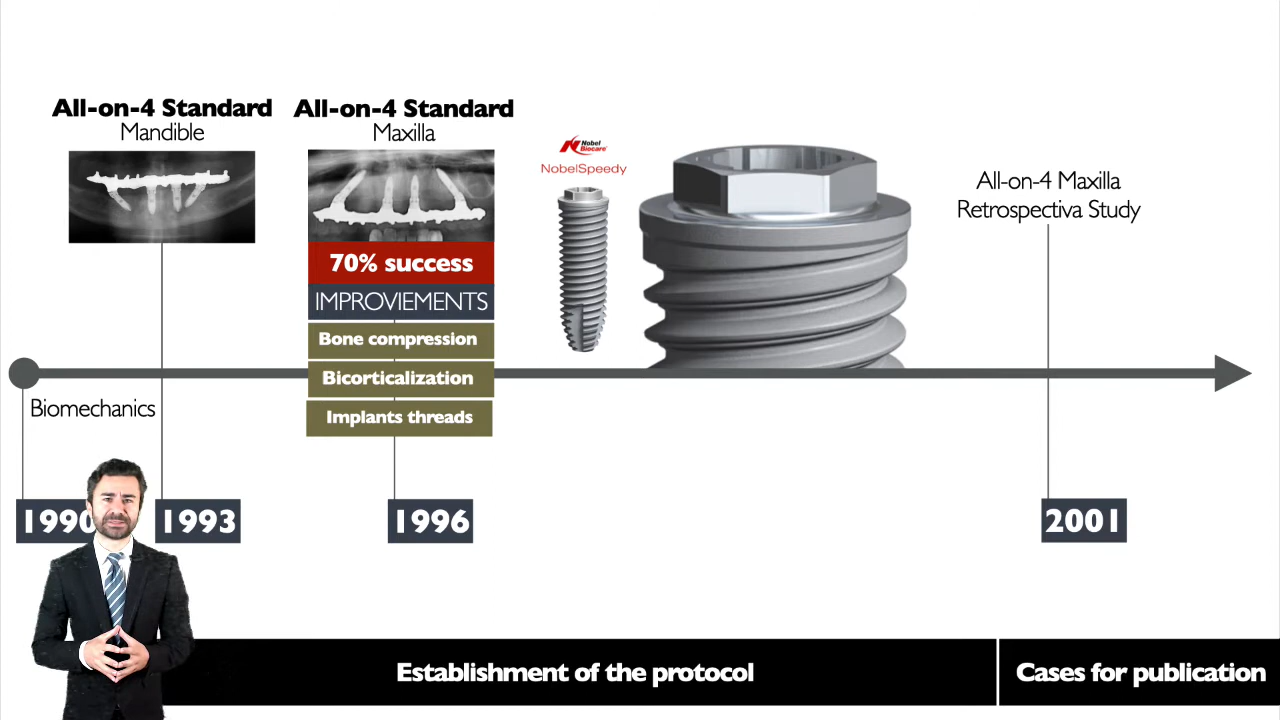 All-on-4 Standard
Mandible
All-on-4 Standard
Maxilla
Nobel
Biocare
NobelSpeedy
All-on-4 Maxilla
Retrospectiva Study
70% success
IMPROVIEMENTS
Bone compression
Bicorticalization
Implants threads
Biomechanics
1990
1993
1996
2001
Establishment of the protocol
Cases for publication